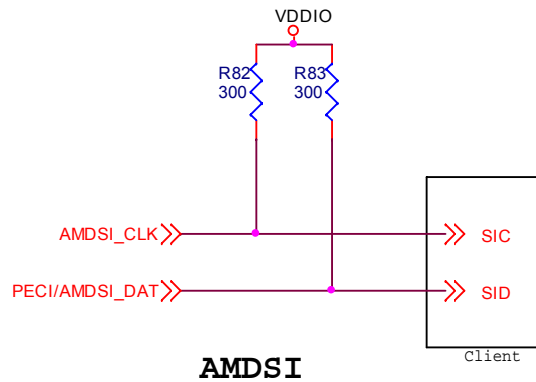 VDDIO
R82
300
R83
300
AMDSI_CLK
SIC
PECI/AMDSI_DAT
SID
Client
AMDSI